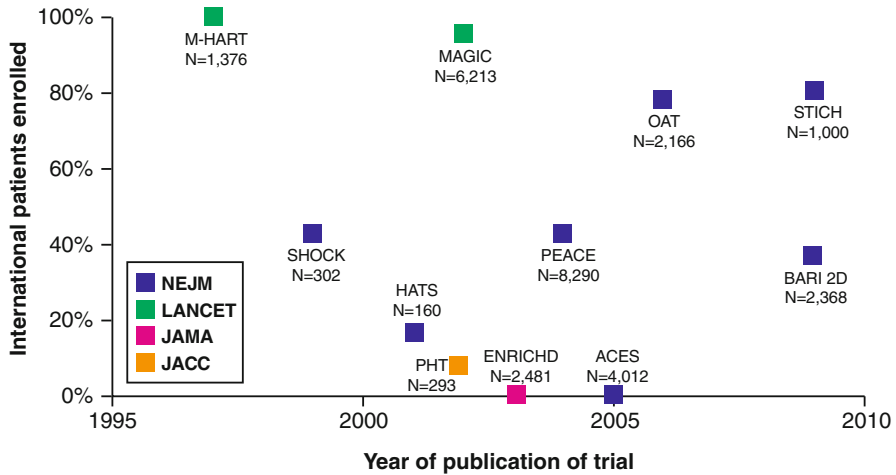 International patients enrolled
100%
80%
60%
40%
20%
0%
M-HART
N=1,376
MAGIC
N=6,213
OAT
N=2,166
STICH
N=1,000
SHOCK
N=302
PEACE
N=8,290
BARI 2D
N=2,368
HATS
N=160
PHT
N=293
ENRICHD
N=2,481
ACES
N=4,012
NEJM
LANCET
JAMA
JACC
1995
2000
2005
2010
Year of publication of trial